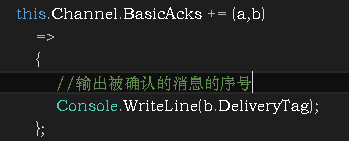 this.Channel.BasicAcks += (a,b)
=>
{
//输出被确认的消息的序号
Console.WriteLine(b.DeliveryTag);
};